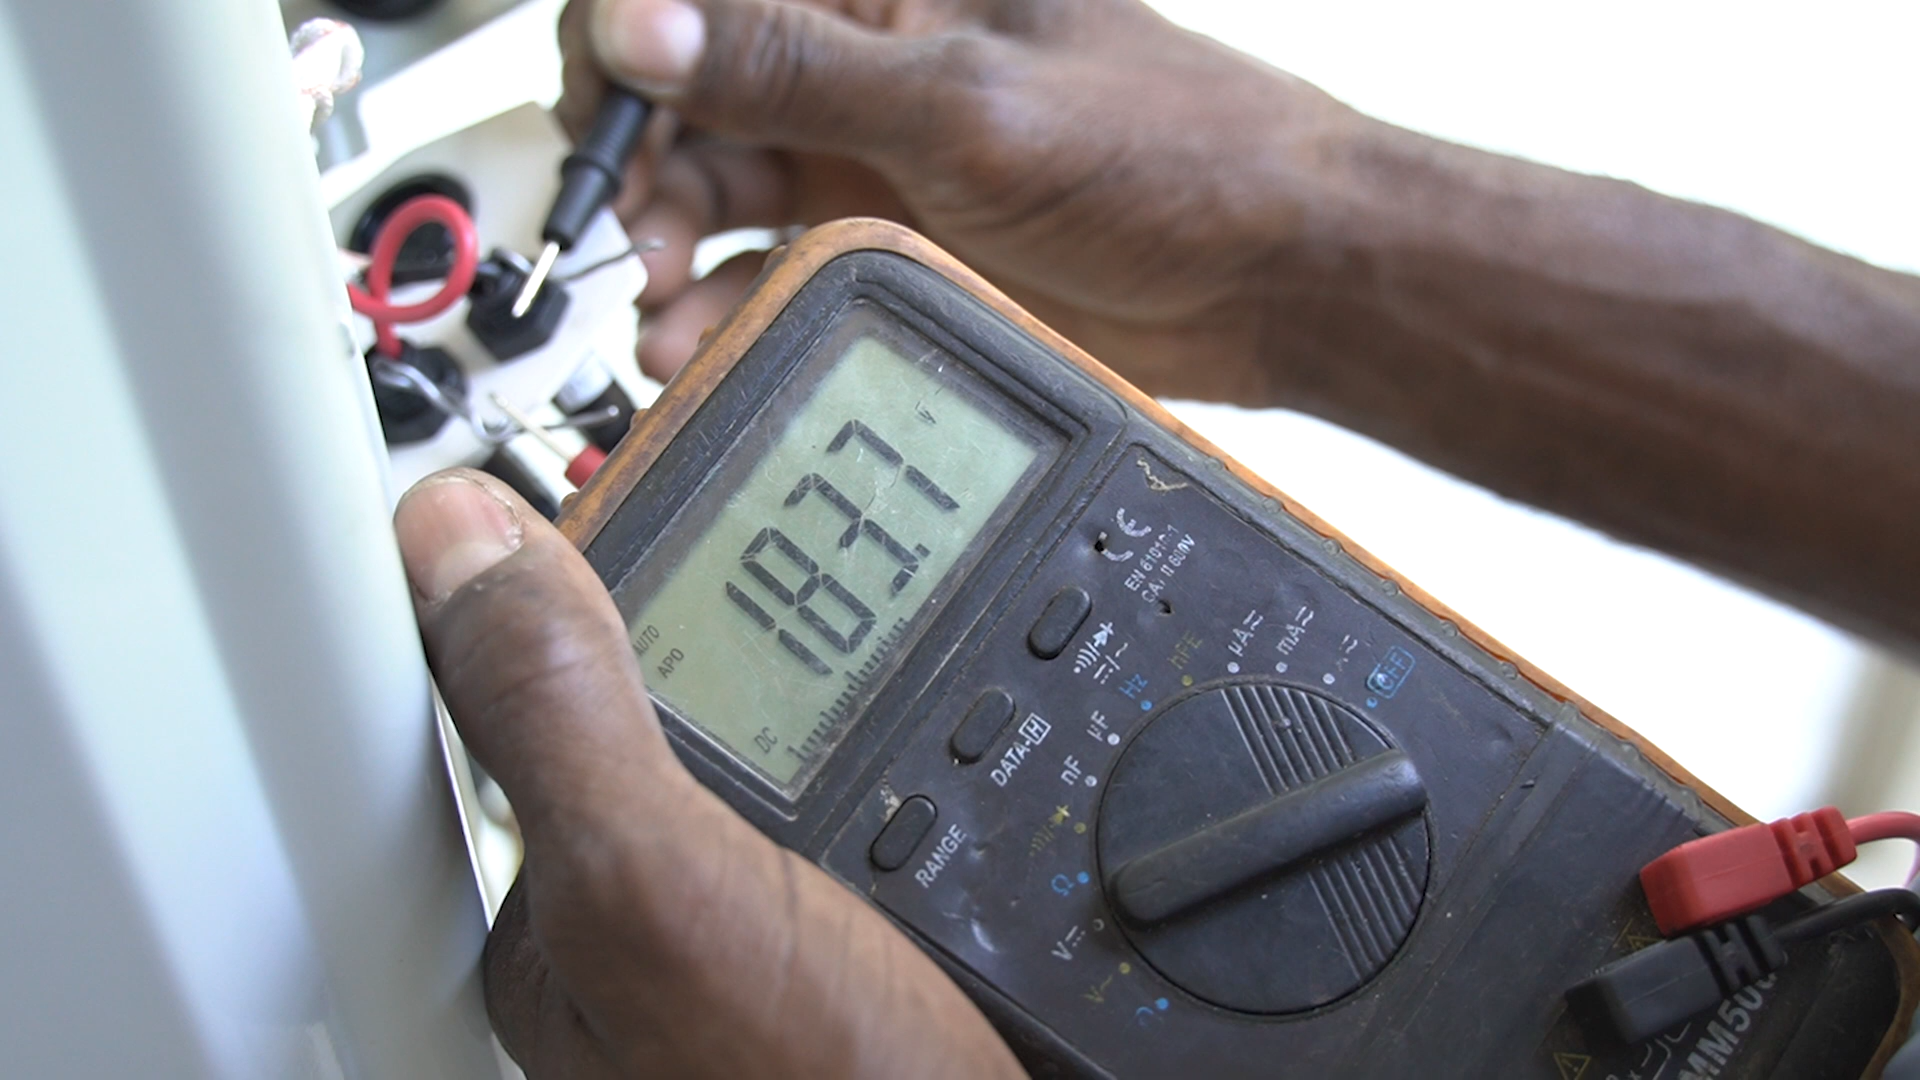 V
183.7
AUTO
APO
DC
CE
EN 61010-1
CAT II 600V
DATA-H
RANGE
OFF
mA
µA
hFE
Hz
µF
nF
Ω
V
V~